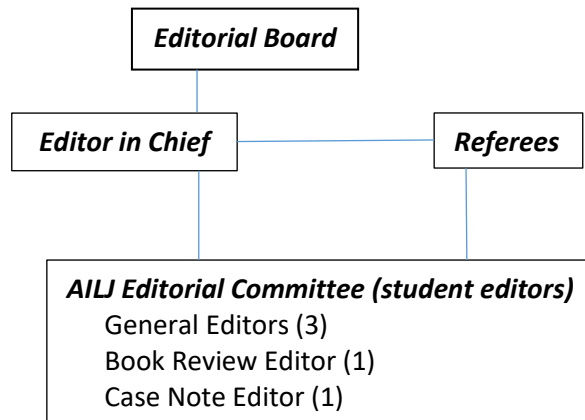 Editorial Board
Editor in Chief
Referees
AILJ Editorial Committee (student editors)
General Editors (3)
Book Review Editor (1)
Case Note Editor (1)